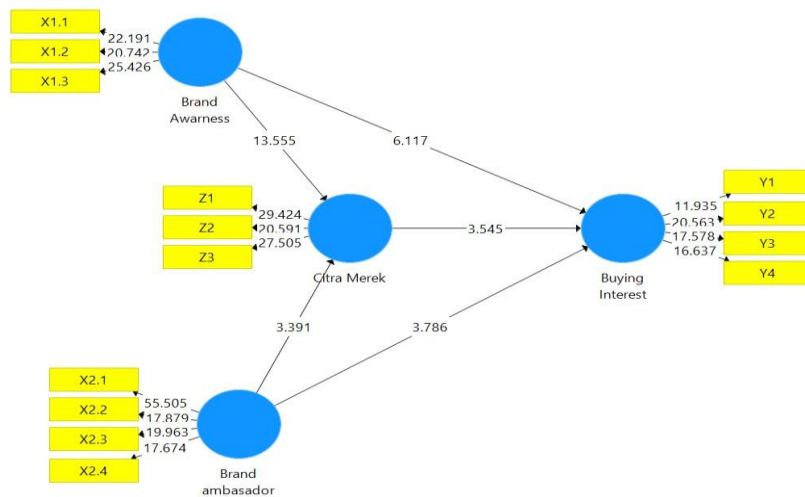 X1.1
22.191
X1.2
20.742
X1.3
25.426
Brand
Awarness
13.555
6.117
Z1
29.424
Z2
20.591
Z3
27.505
Citra Merek
3.545
Y1
11.935
Y2
20.563
Y3
17.578
Y4
16.637
Buying
Interest
3.391
3.786
X2.1
55.505
X2.2
17.879
X2.3
19.963
X2.4
17.674
Brand
ambasador